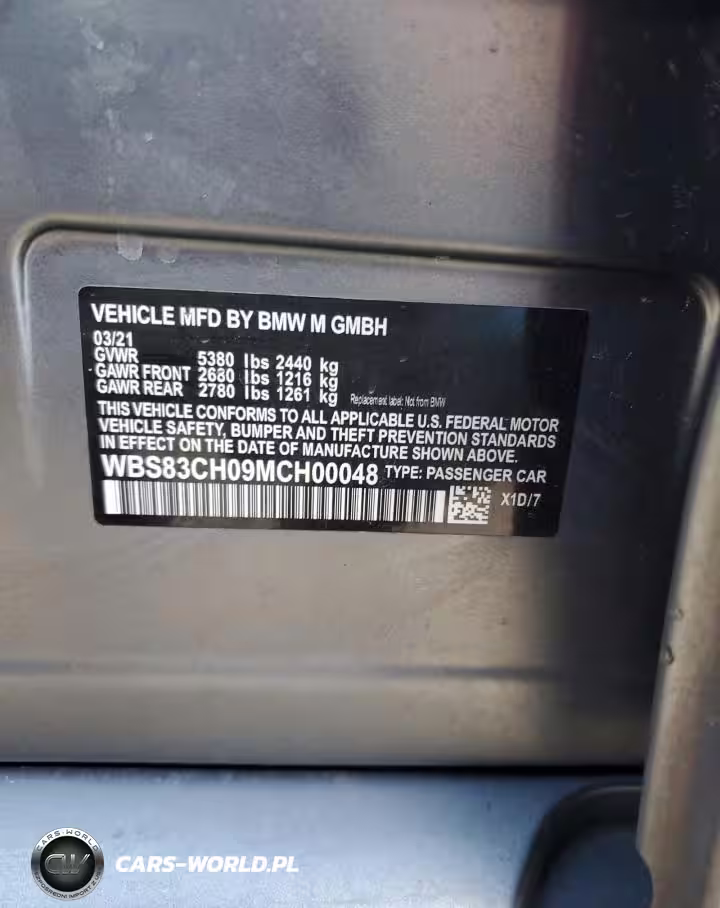 VEHICLE MFD BY BMW M GMBH
03/21
GVWR 5380 lbs 2440 kg
GAWR FRONT 2680 lbs 1216 kg
GAWR REAR 2780 lbs 1261 kg
Replacement label: Not from BMW
THIS VEHICLE CONFORMS TO ALL APPLICABLE U.S. FEDERAL MOTOR
VEHICLE SAFETY, BUMPER AND THEFT PREVENTION STANDARDS
IN EFFECT ON THE DATE OF MANUFACTURE SHOWN ABOVE.
WBS83CH09MCH00048 TYPE: PASSENGER CAR
X1D/7
CARS-WORLD
CW
CARS-WORLD.PL